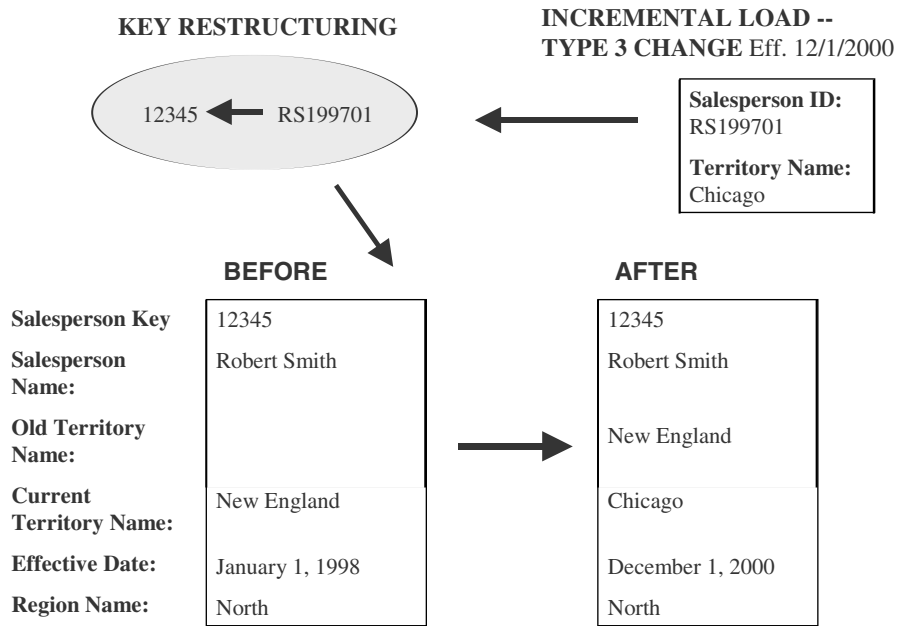 KEY RESTRUCTURING
INCREMENTAL LOAD --
TYPE 3 CHANGE Eff. 12/1/2000
12345
RS199701
Salesperson ID:
RS199701
Territory Name:
Chicago
BEFORE
AFTER
Salesperson Key
12345
12345
Salesperson
Name:
Robert Smith
Robert Smith
Old Territory
Name:
New England
Current
Territory Name:
New England
Chicago
Effective Date:
January 1, 1998
December 1, 2000
Region Name:
North
North